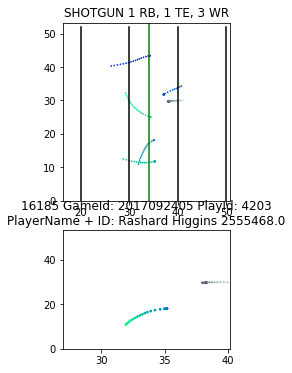 SHOTGUN 1 RB, 1 TE, 3 WR
50
40
30
20
10
0
20 30 40 50
16185 GameId: 2017092405 PlayId: 4203
PlayerName + ID: Rashard Higgins 2555468.0
40
20
0
30 35 40